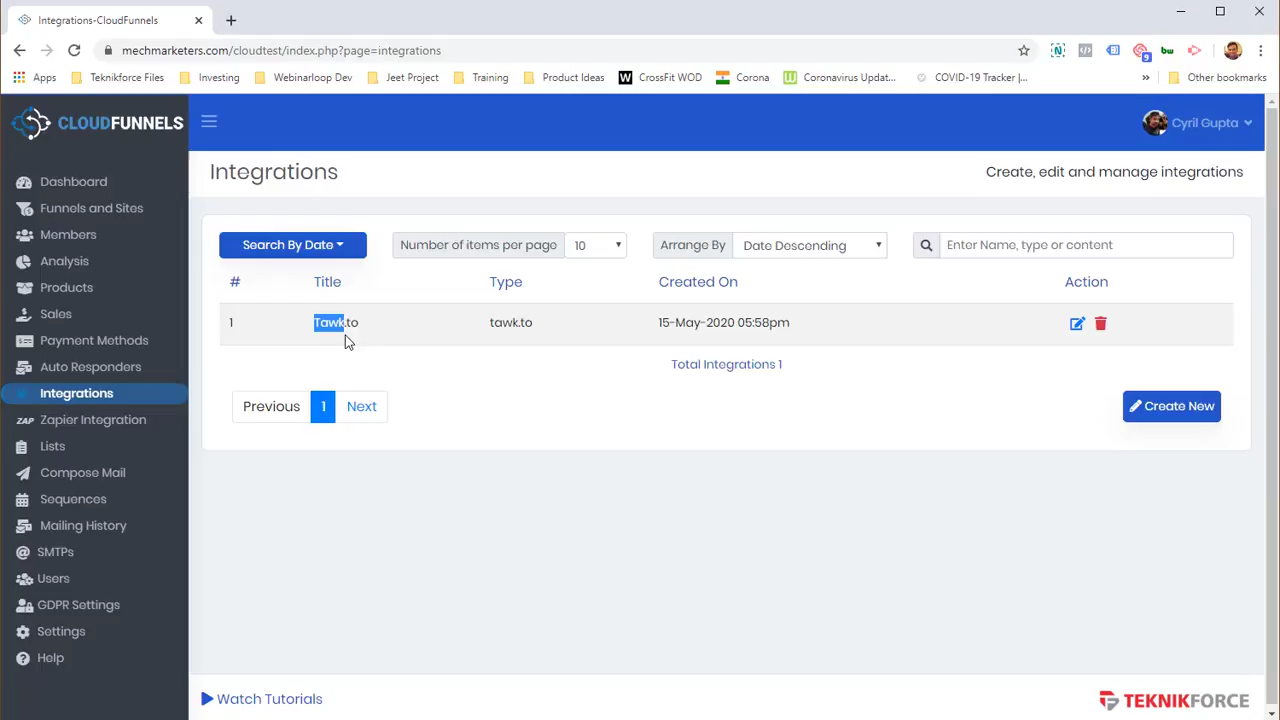 Integrations-CloudFunnels
mechmarketers.com/cloudtest/index.php?page=integrations
9
Apps
Teknikforce Files
Investing
Webinarloop Dev
Jeet Project
Training
Product Ideas
CrossFit WOD
Corona
Coronavirus Updat...
COVID-19 Tracker |...
Other bookmarks
CLOUDFUNNELS
Cyril Gupta
Dashboard
Funnels and Sites
Members
Analysis
Products
Sales
Payment Methods
Auto Responders
Integrations
ZAP Zapier Integration
Lists
Compose Mail
Sequences
Mailing History
SMTPs
Users
GDPR Settings
Settings
Help
Integrations
Create, edit and manage integrations
Search By Date
Number of items per page 10
Arrange By Date Descending
Enter Name, type or content
# Title Type Created On Action
1 Tawk.to tawk.to 15-May-2020 05:58pm
Total Integrations 1
Previous 1 Next
Create New
Watch Tutorials
TEKNIKFORCE